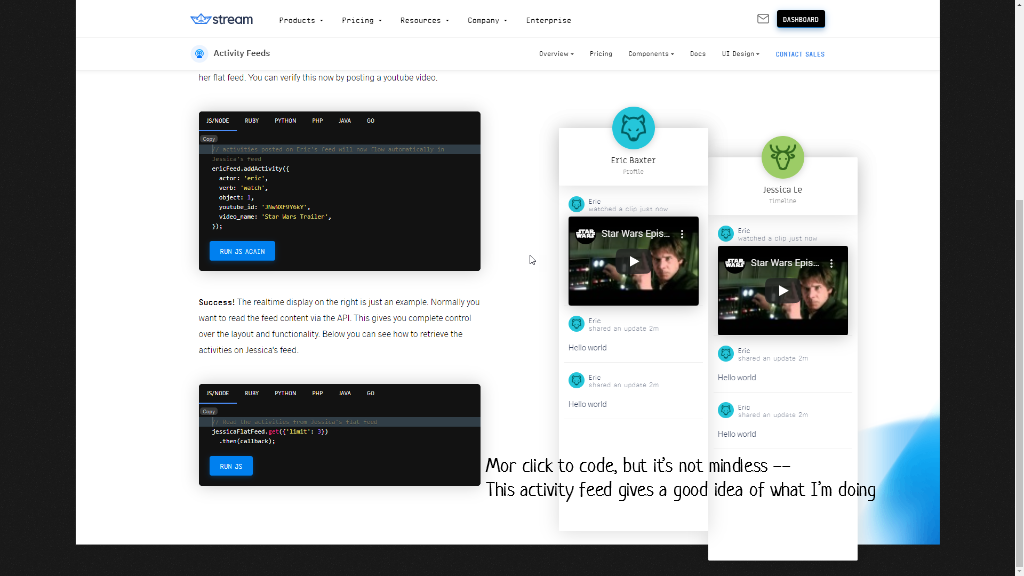 stream
Products
Pricing
Resources
Company
Enterprise
DASHBOARD
Activity Feeds
Overview
Pricing
Components
Docs
UI Design
CONTACT SALES
her flat feed. You can verify this now by posting a youtube video.
JS/NODE RUBY PYTHON PHP JAVA GO
Copy
// activities posted on Eric's feed will now flow automatically in
Jessica's feed
ericFeed.addActivity({
actor: 'eric',
verb: 'watch',
object: 1,
youtube_id:
video_name: 'Star Wars Trailer',
});
RUN JS AGAIN
Success! The realtime display on the right is just an example. Normally you
want to read the feed content via the API. This gives you complete control
over the layout and functionality. Below you can see how to retrieve the
activities on Jessica's feed.
JS/NODE RUBY PYTHON PHP JAVA GO
Copy
// Read the activities from Jessica's flat feed
jessicaFlatFeed.get({'limit': 3})
.then(callback);
RUN JS
Eric Baxter
Profile
Eric
watched a clip just now
STAR WARS
Star Wars Epis...
Eric
shared an update 2m
Hello world
Eric
shared an update 2m
Hello world
Jessica Le
timeline
Eric
watched a clip just now
STAR WARS
Star Wars Epis...
Eric
shared an update 2m
Hello world
Eric
shared an update 2m
Hello world
Mor click to code, but it's not mindless --
This activity feed gives a good idea of what I'm doing